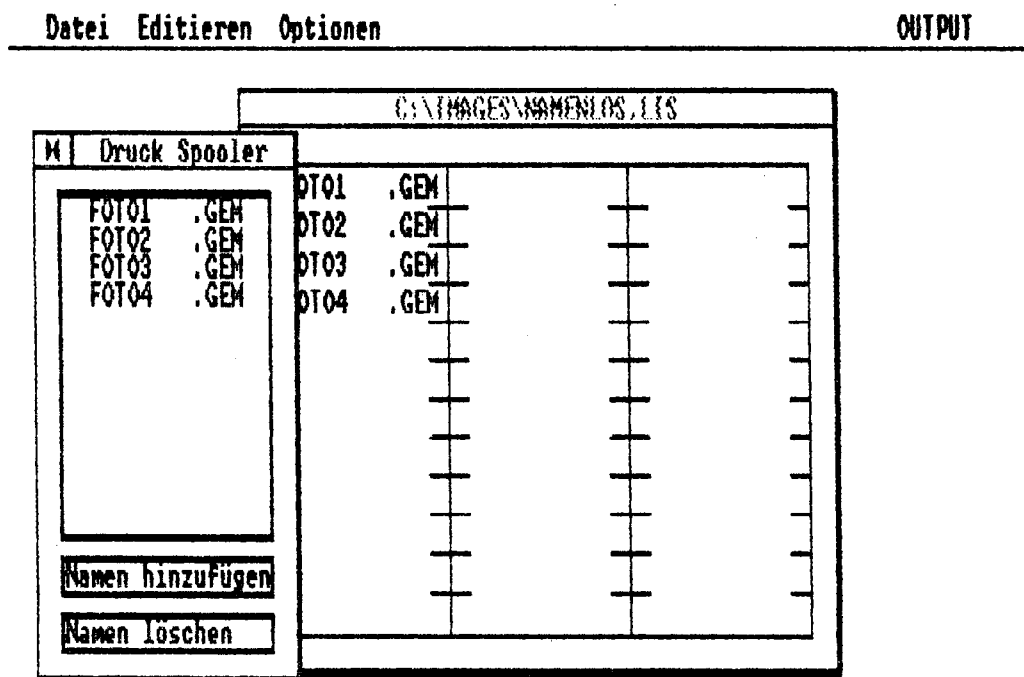 Datei Editieren Optionen OUTPUT
C:\IMAGES\NAMENLOS.LIS
Druck Spooler
FOTO1 .GEM
FOTO2 .GEM
FOTO3 .GEM
FOTO4 .GEM
Namen hinzufügen
Namen löschen
OTO1 .GEM
OTO2 .GEM
OTO3 .GEM
OTO4 .GEM